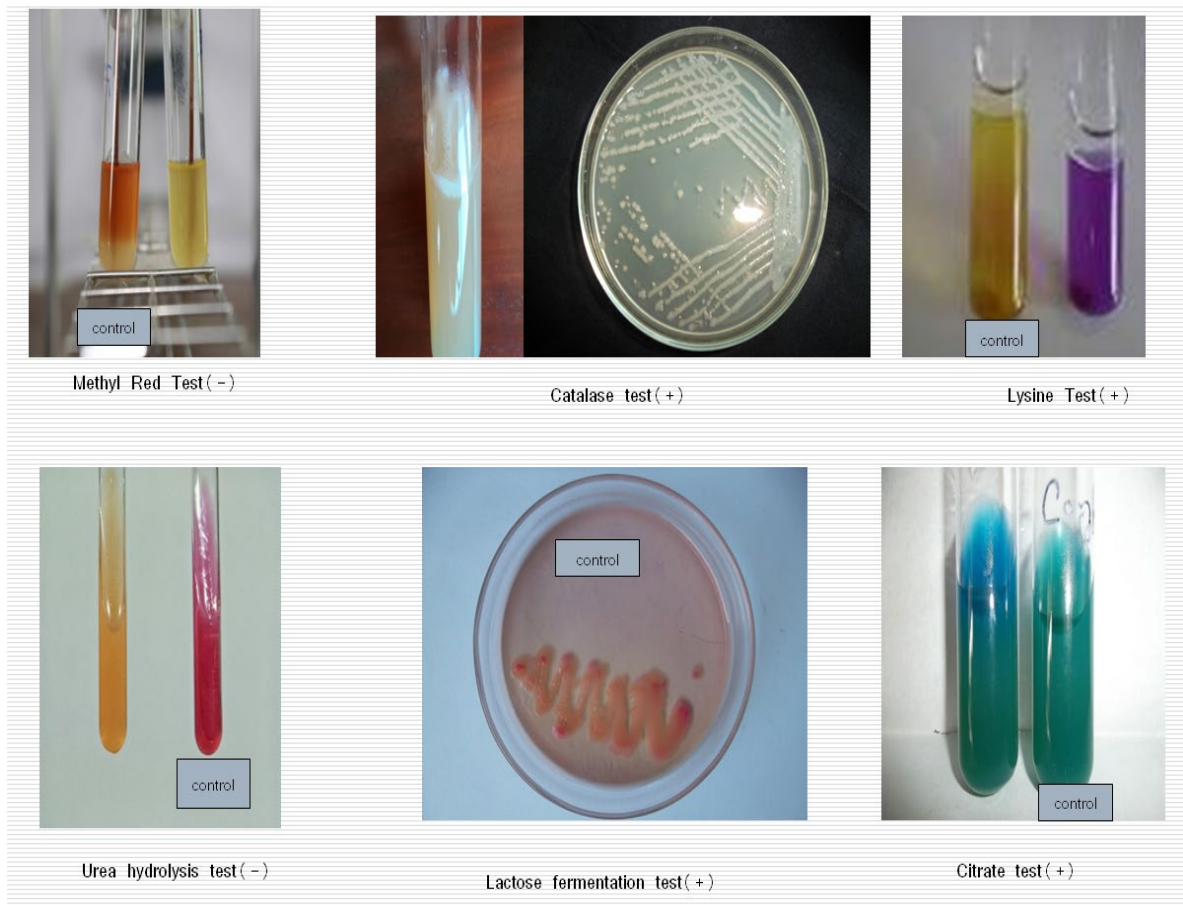 control
Methyl Red Test(-)
Catalase test(+)
control
Lysine Test(+)
control
Urea hydrolysis test(-)
control
Lactose fermentation test(+)
Con
control
Citrate test(+)